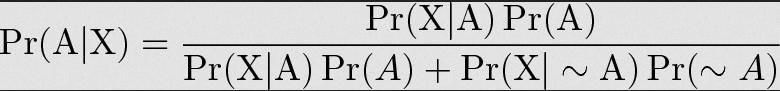 Pr(A|X) = Pr(X|A) Pr(A) / Pr(X|A) Pr(A) + Pr(X| ∼ A) Pr(∼ A)